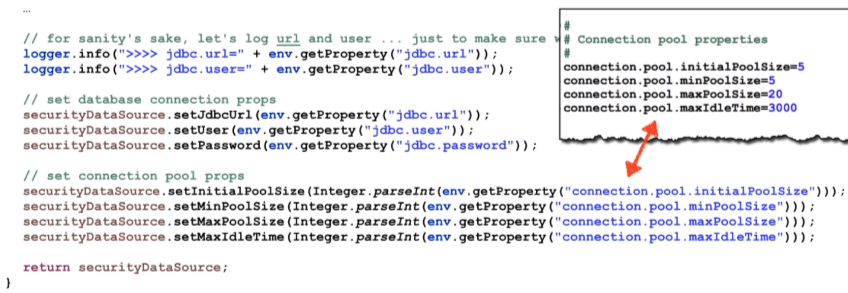 …
// for sanity's sake, let's log url and user ... just to make sure
logger.info(">>>> jdbc.url=" + env.getProperty("jdbc.url"));
logger.info(">>>> jdbc.user=" + env.getProperty("jdbc.user"));
// set database connection props
securityDataSource.setJdbcUrl(env.getProperty("jdbc.url"));
securityDataSource.setUser(env.getProperty("jdbc.user"));
securityDataSource.setPassword(env.getProperty("jdbc.password"));
#
# Connection pool properties
#
connection.pool.initialPoolSize=5
connection.pool.minPoolSize=5
connection.pool.maxPoolSize=20
connection.pool.maxIdleTime=3000
// set connection pool props
securityDataSource.setInitialPoolSize(Integer.parseInt(env.getProperty("connection.pool.initialPoolSize")));
securityDataSource.setMinPoolSize(Integer.parseInt(env.getProperty("connection.pool.minPoolSize")));
securityDataSource.setMaxPoolSize(Integer.parseInt(env.getProperty("connection.pool.maxPoolSize")));
securityDataSource.setMaxIdleTime(Integer.parseInt(env.getProperty("connection.pool.maxIdleTime")));
return securityDataSource;
}